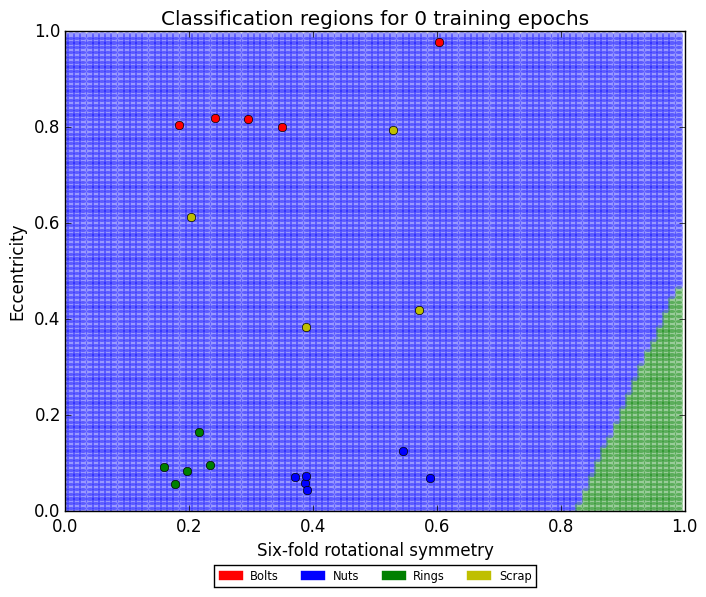 Classification regions for 0 training epochs
1.0
0.8
0.6
0.4
0.2
0.0
Eccentricity
0.0 0.2 0.4 0.6 0.8 1.0
Six-fold rotational symmetry
Bolts Nuts Rings Scrap